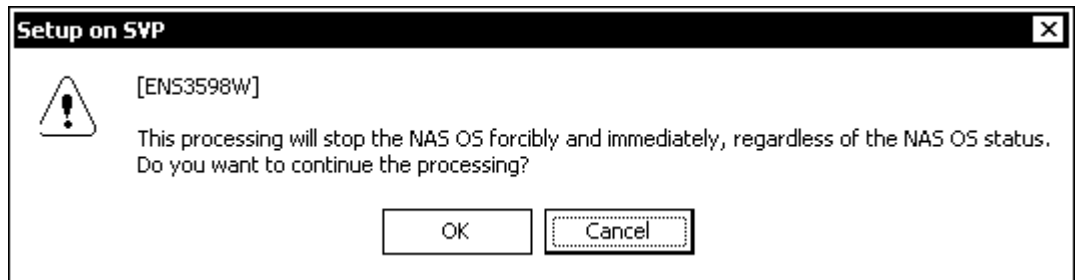 Setup on SVP
[ENS3598W]
This processing will stop the NAS OS forcibly and immediately, regardless of the NAS OS status.
Do you want to continue the processing?
OK Cancel